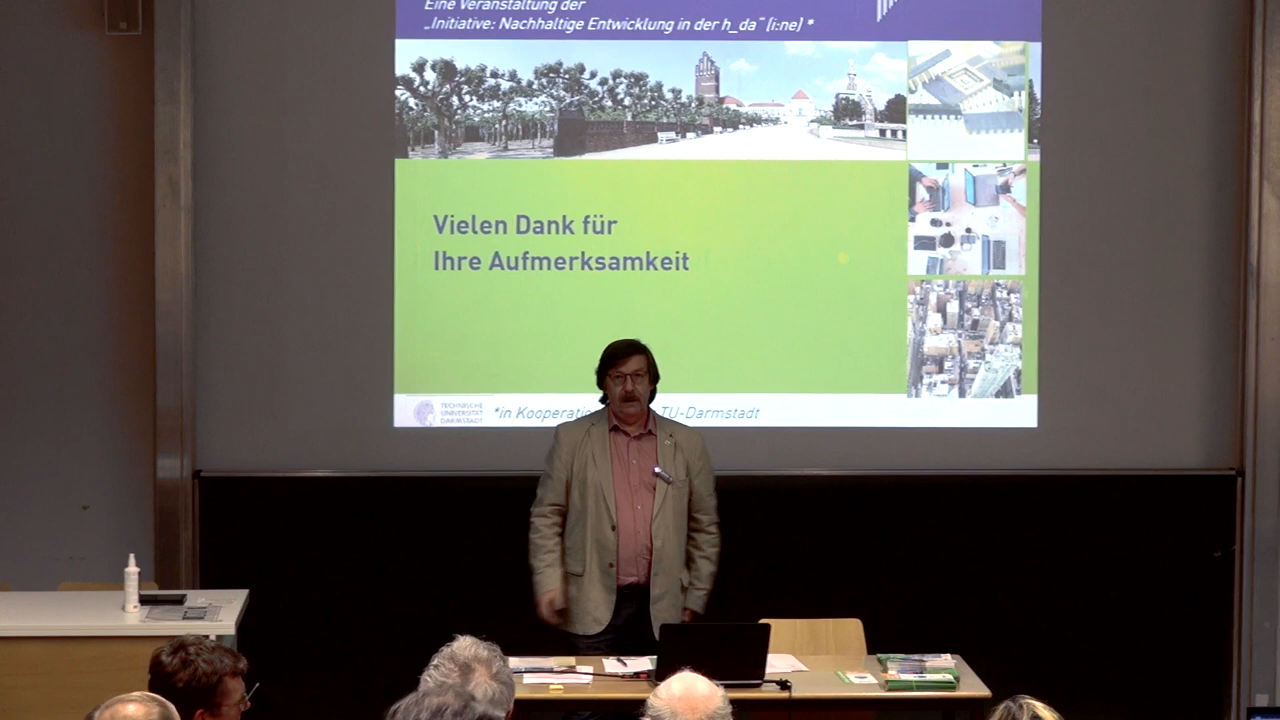 Eine Veranstaltung der
„Initiative: Nachhaltige Entwicklung in der h_da“ (i:ne) *
Vielen Dank für
Ihre Aufmerksamkeit
TECHNISCHE
UNIVERSITÄT
DARMSTADT
*in Kooperation TU-Darmstadt